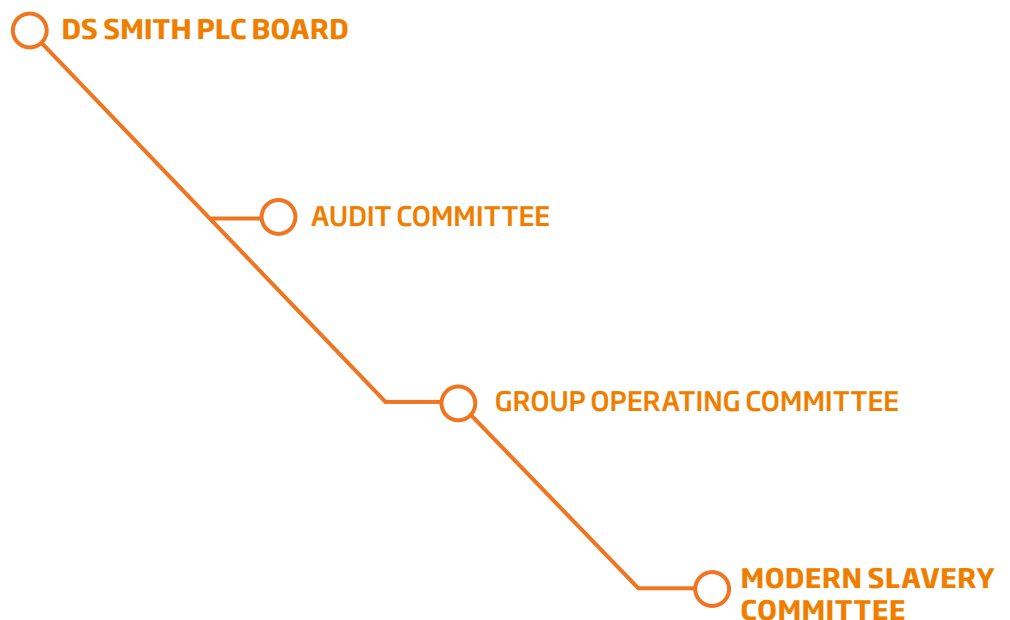 DS SMITH PLC BOARD
AUDIT COMMITTEE
GROUP OPERATING COMMITTEE
MODERN SLAVERY
COMMITTEE